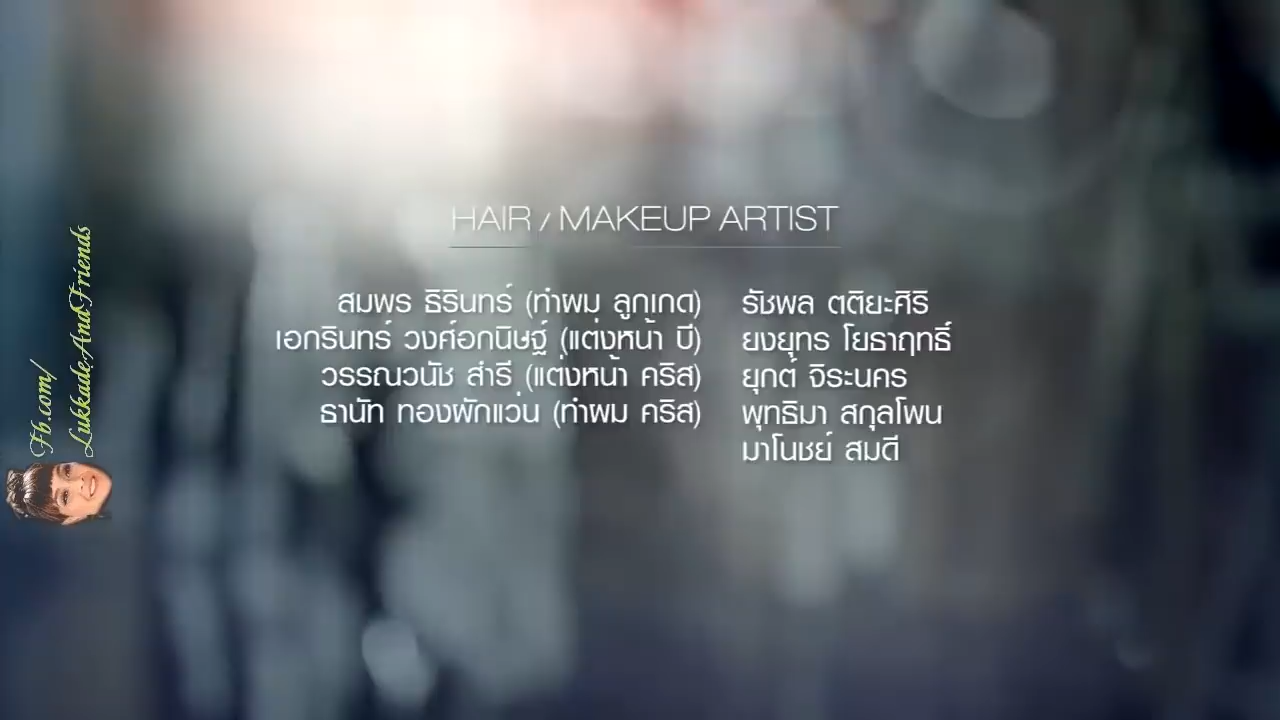 HAIR / MAKEUP ARTIST
สมพร ธิรินทร์ (ทำผม ลูกเกด)
เอกรินทร์ วงศ์อกนิษฐ์ (แต่งหน้า บี)
วรรณวนัช สำรี (แต่งหน้า คริส)
ธานัท ทองผักแว่น (ทำผม คริส)
รัชพล ตติยะศิริ
ยงยุทร โยธาฤทธิ์
ยุกต์ จิระนคร
พุทธิมา สกุลโพน
มาโนชย์ สมดี
Fb.com/
LukkadeAndFriends